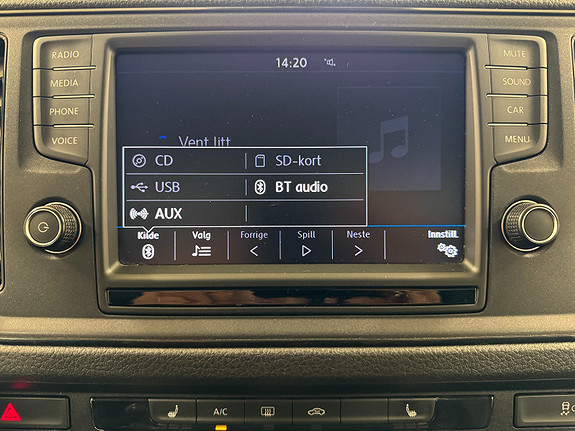 RADIO
MEDIA
PHONE
VOICE
14:20
MUTE
SOUND
CAR
MENU
Vent litt
CD
SD-kort
USB
BT audio
AUX
Kilde
Valg
Forrige
Spill
Neste
Innstill.
A/C